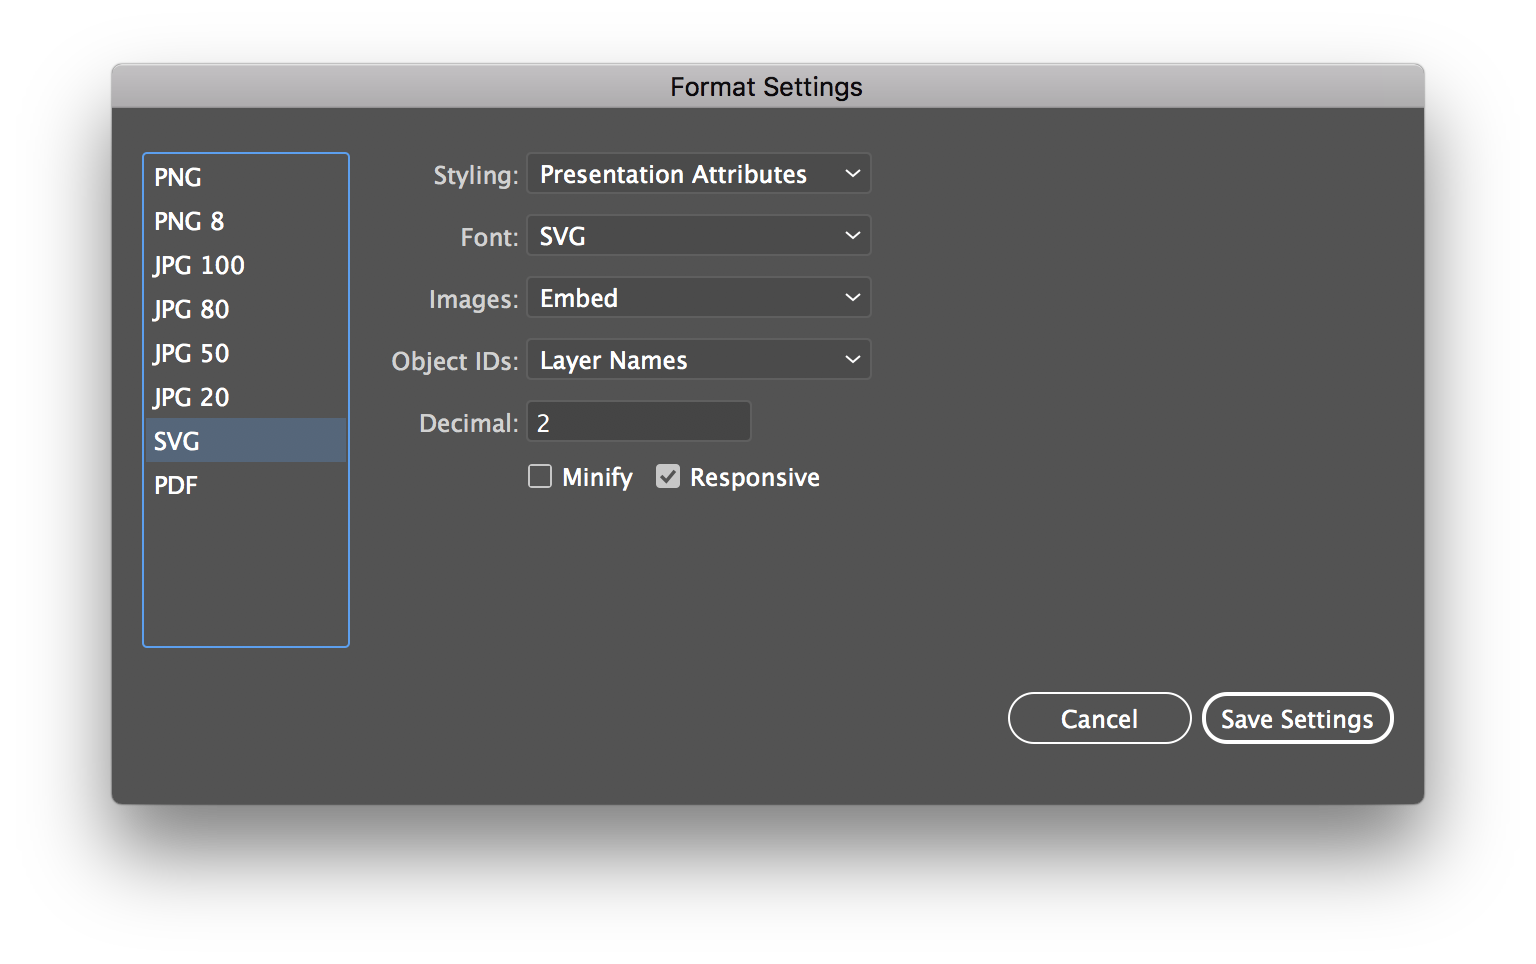 Format Settings
PNG
PNG 8
JPG 100
JPG 80
JPG 50
JPG 20
SVG
PDF
Styling: Presentation Attributes
Font: SVG
Images: Embed
Object IDs: Layer Names
Decimal: 2
Minify Responsive
Cancel Save Settings